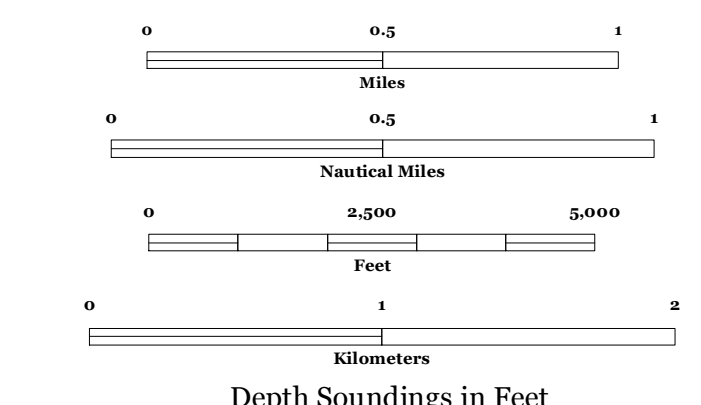 0 0.5 1
Miles
0 0.5 1
Nautical Miles
0 2,500 5,000
Feet
0 1 2
Kilometers
Depth Soundings in Feet